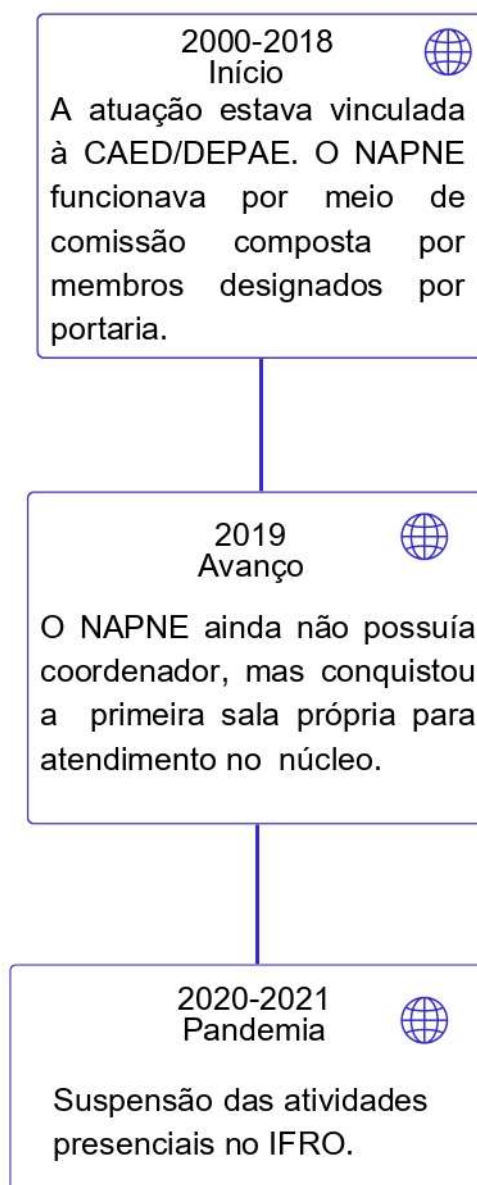 2000-2018
Início
A atuação estava vinculada
à CAED/DEPAE. O NAPNE
funcionava por meio de
comissão composta por
membros designados por
portaria.
2019
Avanço
O NAPNE ainda não possuía
coordenador, mas conquistou
a primeira sala própria para
atendimento no núcleo.
2020-2021
Pandemia
Suspensão das atividades
presenciais no IFRO.